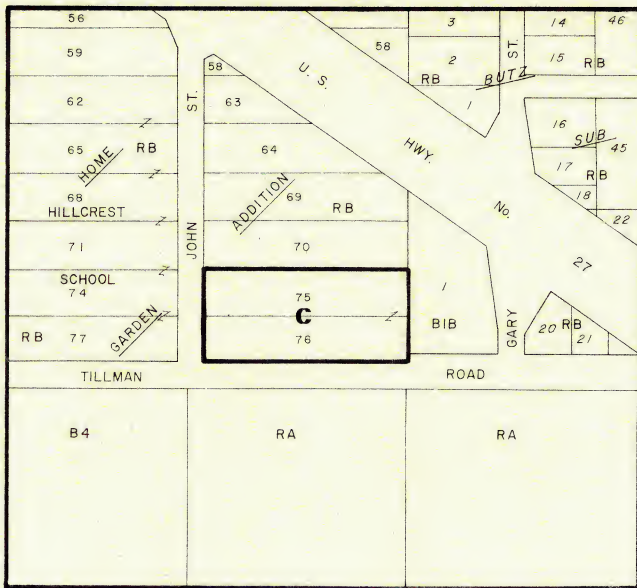 56
59
62
65
RB
HOME
68
HILLCREST
71
SCHOOL
74
GARDEN
RB 77
JOHN ST.
58
63
64
ADDITION
69
RB
70
75
C
76
58
U. S. HWY. No. 27
3
2
RB
1
BUTZ
ST.
14
46
15
RB
16
SUB
45
17
RB
18
22
1
B1B
GARY
20
RB
21
TILLMAN ROAD
B4
RA
RA